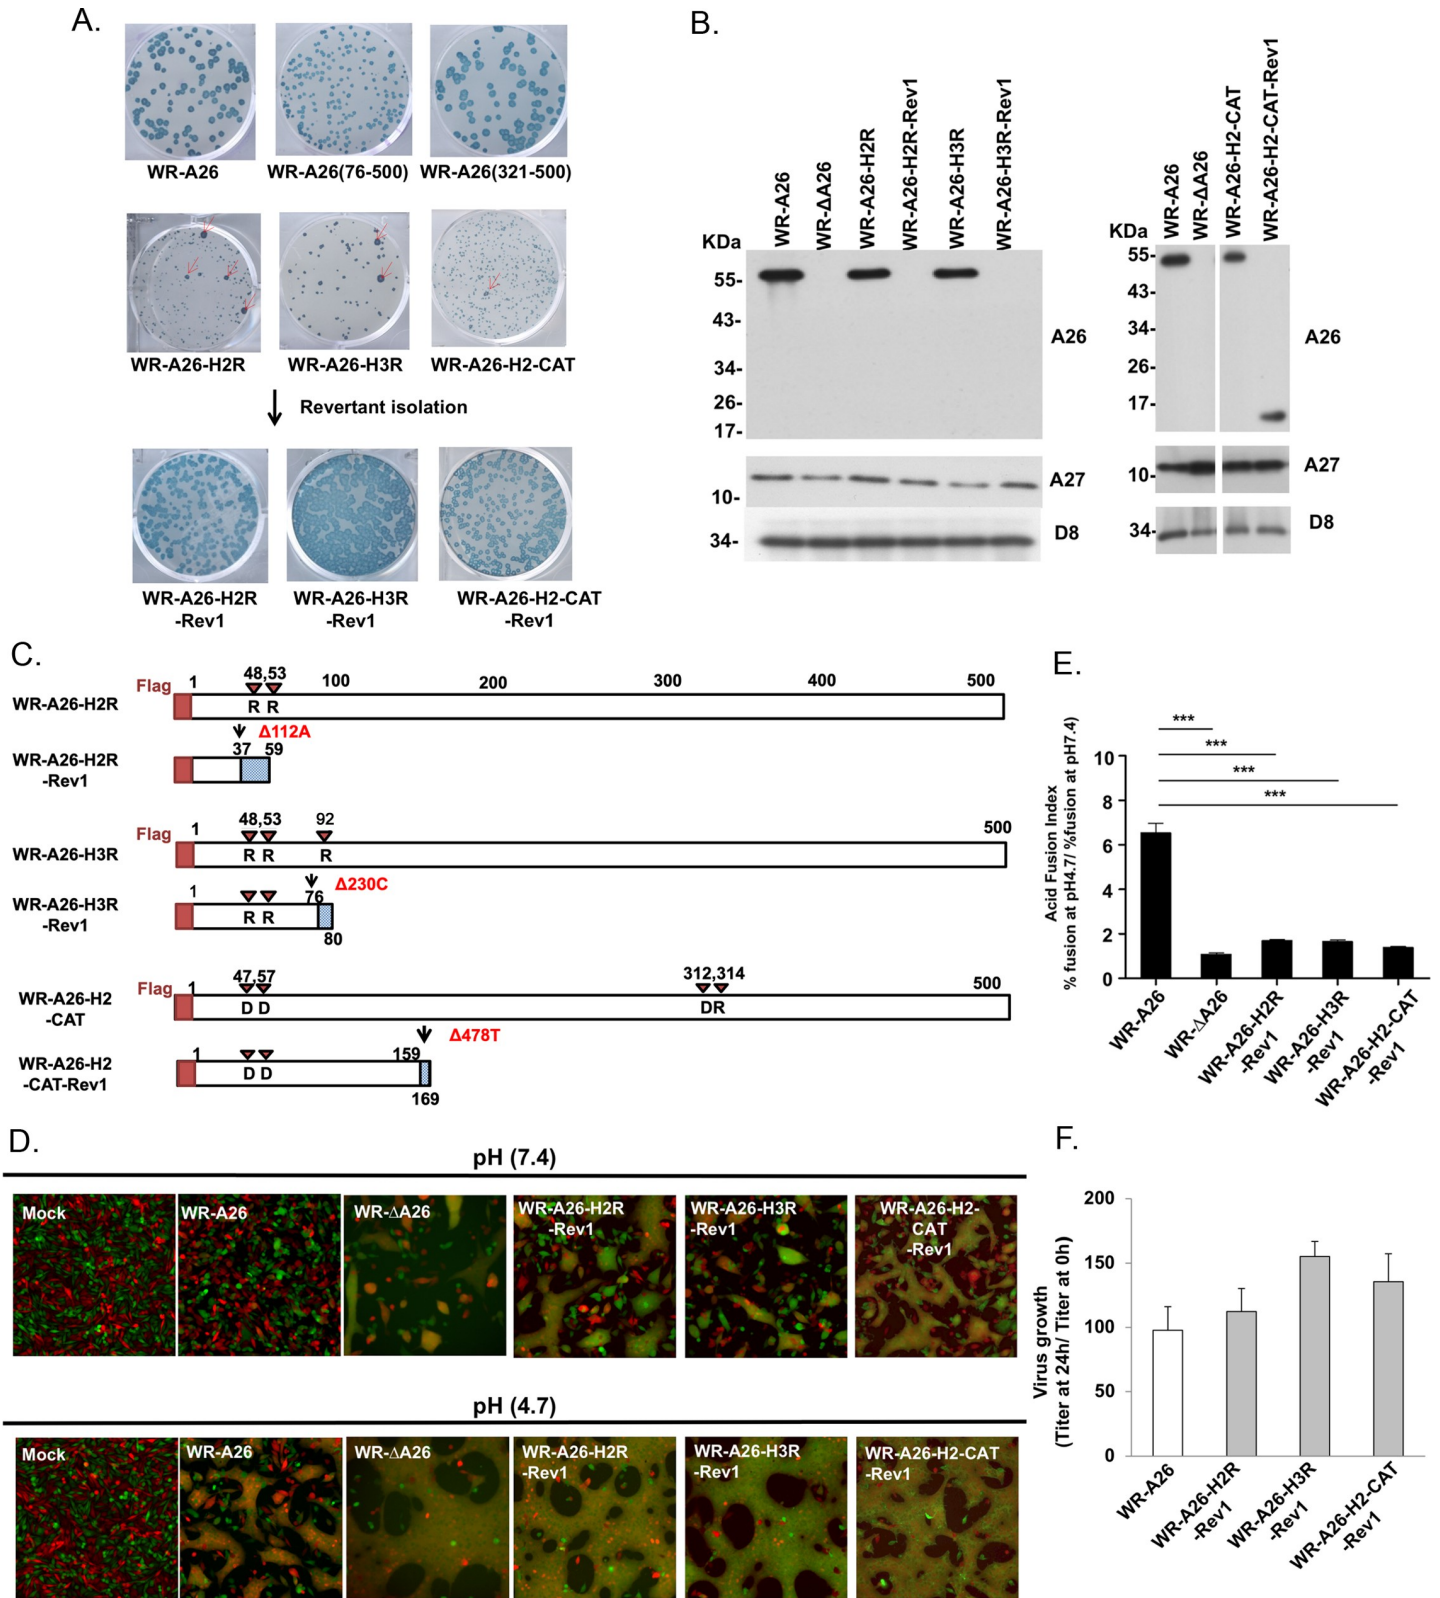 A.
WR-A26 WR-A26(76-500) WR-A26(321-500)
WR-A26-H2R WR-A26-H3R WR-A26-H2-CAT
Revertant isolation
WR-A26-H2R WR-A26-H3R WR-A26-H2-CAT
-Rev1 -Rev1 -Rev1
B.
WR-A26
WR-ΔA26
WR-A26-H2R
WR-A26-H2R-Rev1
WR-A26-H3R
WR-A26-H3R-Rev1
KDa
55-
43-
34-
26-
17-
A26
10-
A27
34-
D8
WR-A26
WR-ΔA26
WR-A26-H2-CAT
WR-A26-H2-CAT-Rev1
KDa
55-
43-
34-
26-
17-
A26
10-
A27
34-
D8
C.
Flag 1 48,53 100 200 300 400 500
WR-A26-H2R
R R
Δ112A
37 59
WR-A26-H2R
-Rev1
Flag 1 48,53 92 500
WR-A26-H3R
R R R
Δ230C
1 76
WR-A26-H3R
-Rev1
R R
80
Flag 1 47,57 312,314 500
WR-A26-H2
-CAT
D D DR
Δ478T
1 159
WR-A26-H2
-CAT-Rev1
D D
169
D.
pH (7.4)
Mock
WR-A26
WR-ΔA26
WR-A26-H2R
-Rev1
WR-A26-H3R
-Rev1
WR-A26-H2-
CAT
-Rev1
pH (4.7)
Mock
WR-A26
WR-ΔA26
WR-A26-H2R
-Rev1
WR-A26-H3R
-Rev1
WR-A26-H2-CAT
-Rev1
E.
Acid Fusion Index
% fusion at pH4.7/ %fusion at pH7.4)
10
8
6
4
2
0
***
***
***
***
WR-A26
WR-ΔA26
WR-A26-H2R
-Rev1
WR-A26-H3R
-Rev1
WR-A26-H2-CAT
-Rev1
F.
Virus growth
(Titer at 24h/ Titer at 0h)
200
150
100
50
0
WR-A26
WR-A26-H2R
-Rev1
WR-A26-H3R
-Rev1
WR-A26-H2-CAT
-Rev1